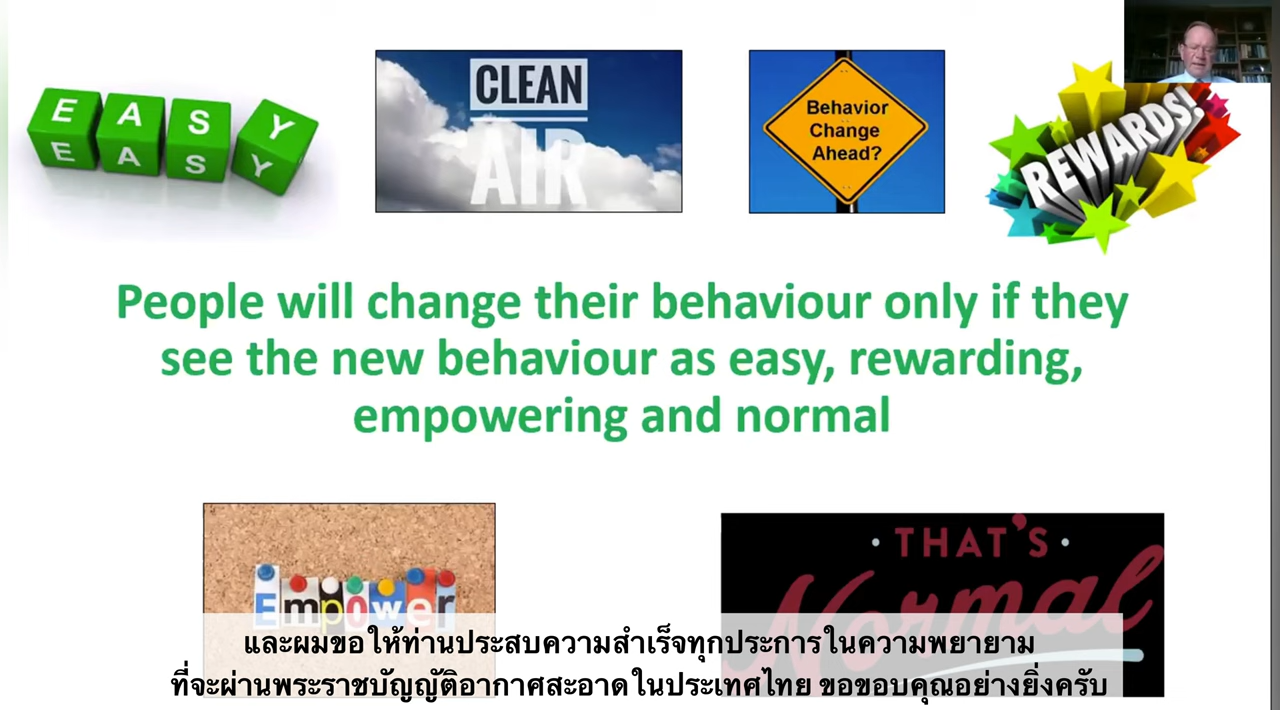 EASY
EASY
CLEAN
AIR
Behavior
Change
Ahead?
REWARDS!
People will change their behaviour only if they
see the new behaviour as easy, rewarding,
empowering and normal
Empower
• THAT'S •
Normal
และผมขอให้ท่านประสบความสำเร็จทุกประการในความพยายาม
ที่จะผ่านพระราชบัญญัติอากาศสะอาดในประเทศไทย ขอขอบคุณอย่างยิ่งครับ